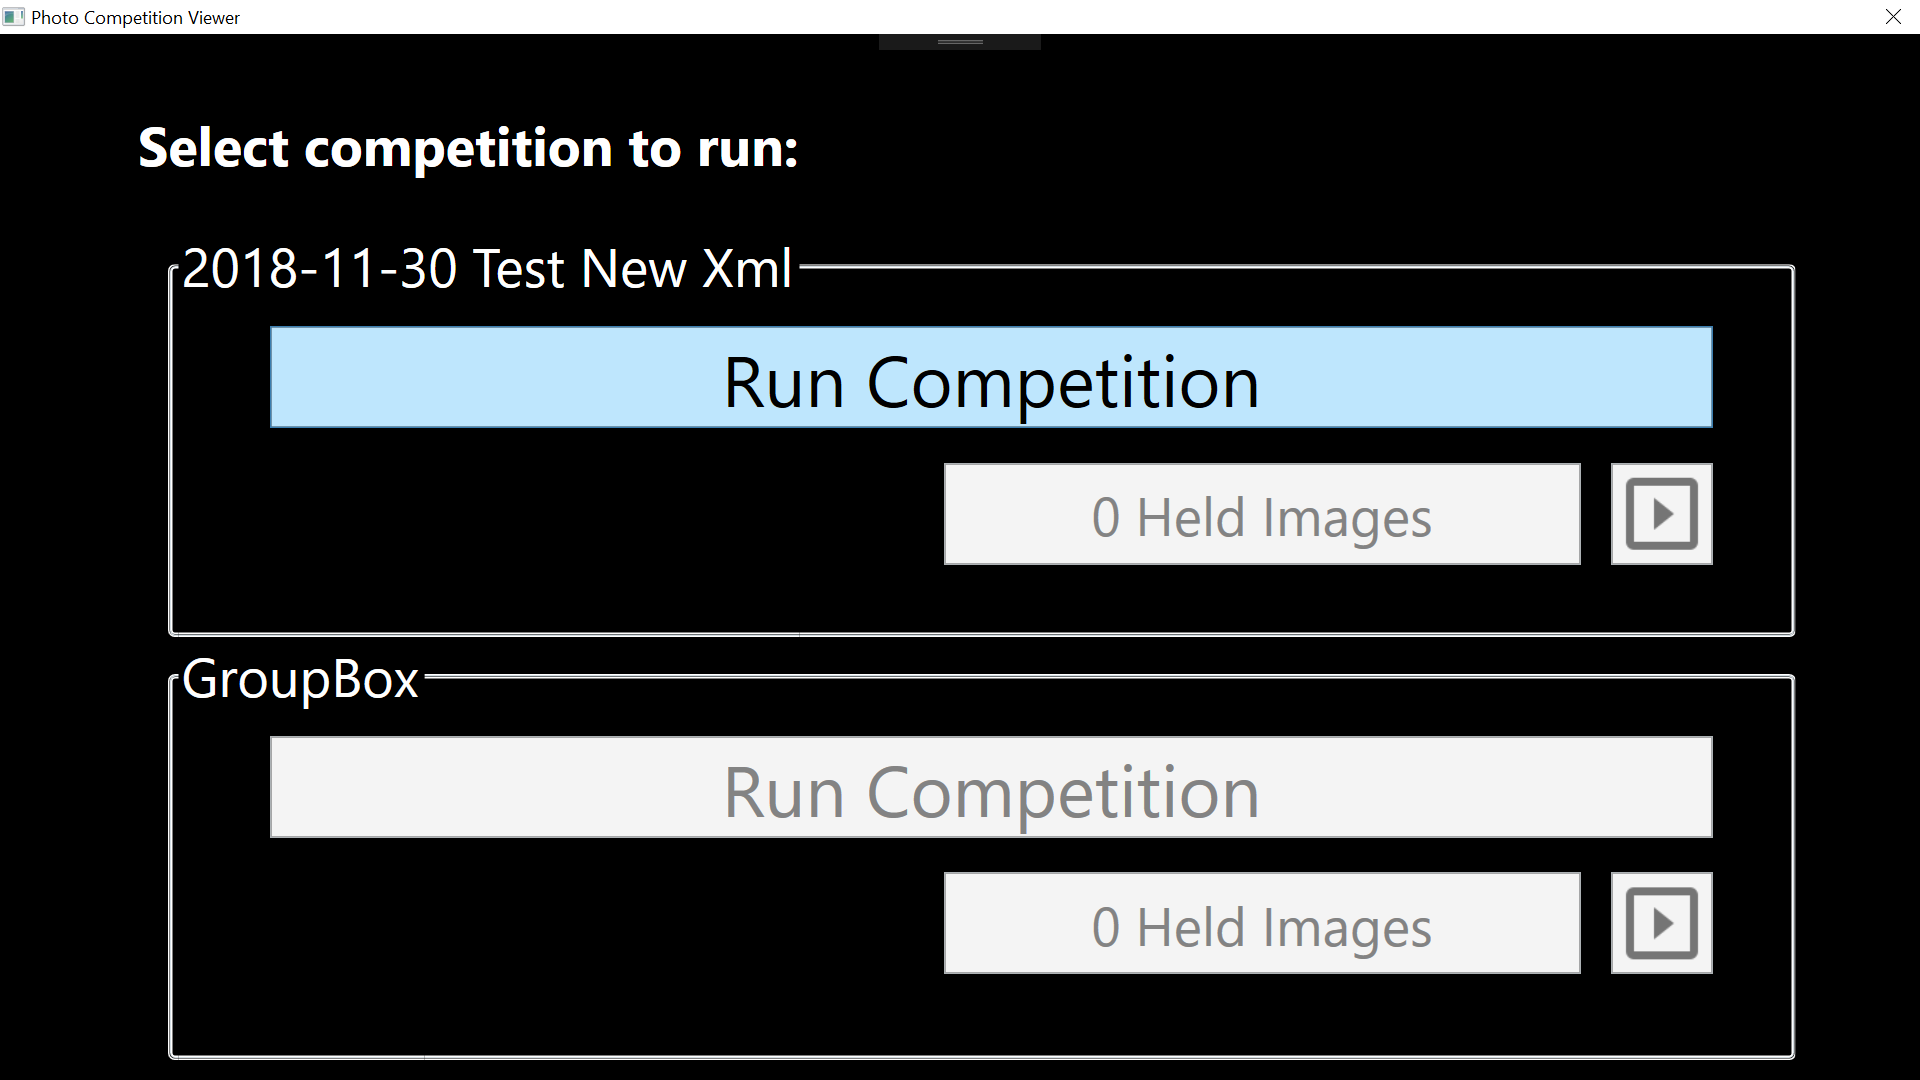 Photo Competition Viewer
Select competition to run:
2018-11-30 Test New Xml
Run Competition
0 Held Images
GroupBox
Run Competition
0 Held Images